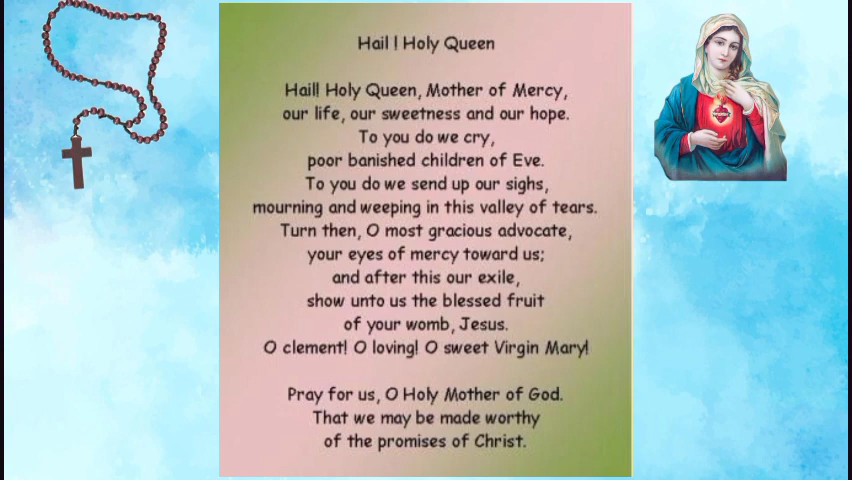 Hail ! Holy Queen
Hail! Holy Queen, Mother of Mercy,
our life, our sweetness and our hope.
To you do we cry,
poor banished children of Eve.
To you do we send up our sighs,
mourning and weeping in this valley of tears.
Turn then, O most gracious advocate,
your eyes of mercy toward us;
and after this our exile,
show unto us the blessed fruit
of your womb, Jesus.
O clement! O loving! O sweet Virgin Mary!
Pray for us, O Holy Mother of God.
That we may be made worthy
of the promises of Christ.